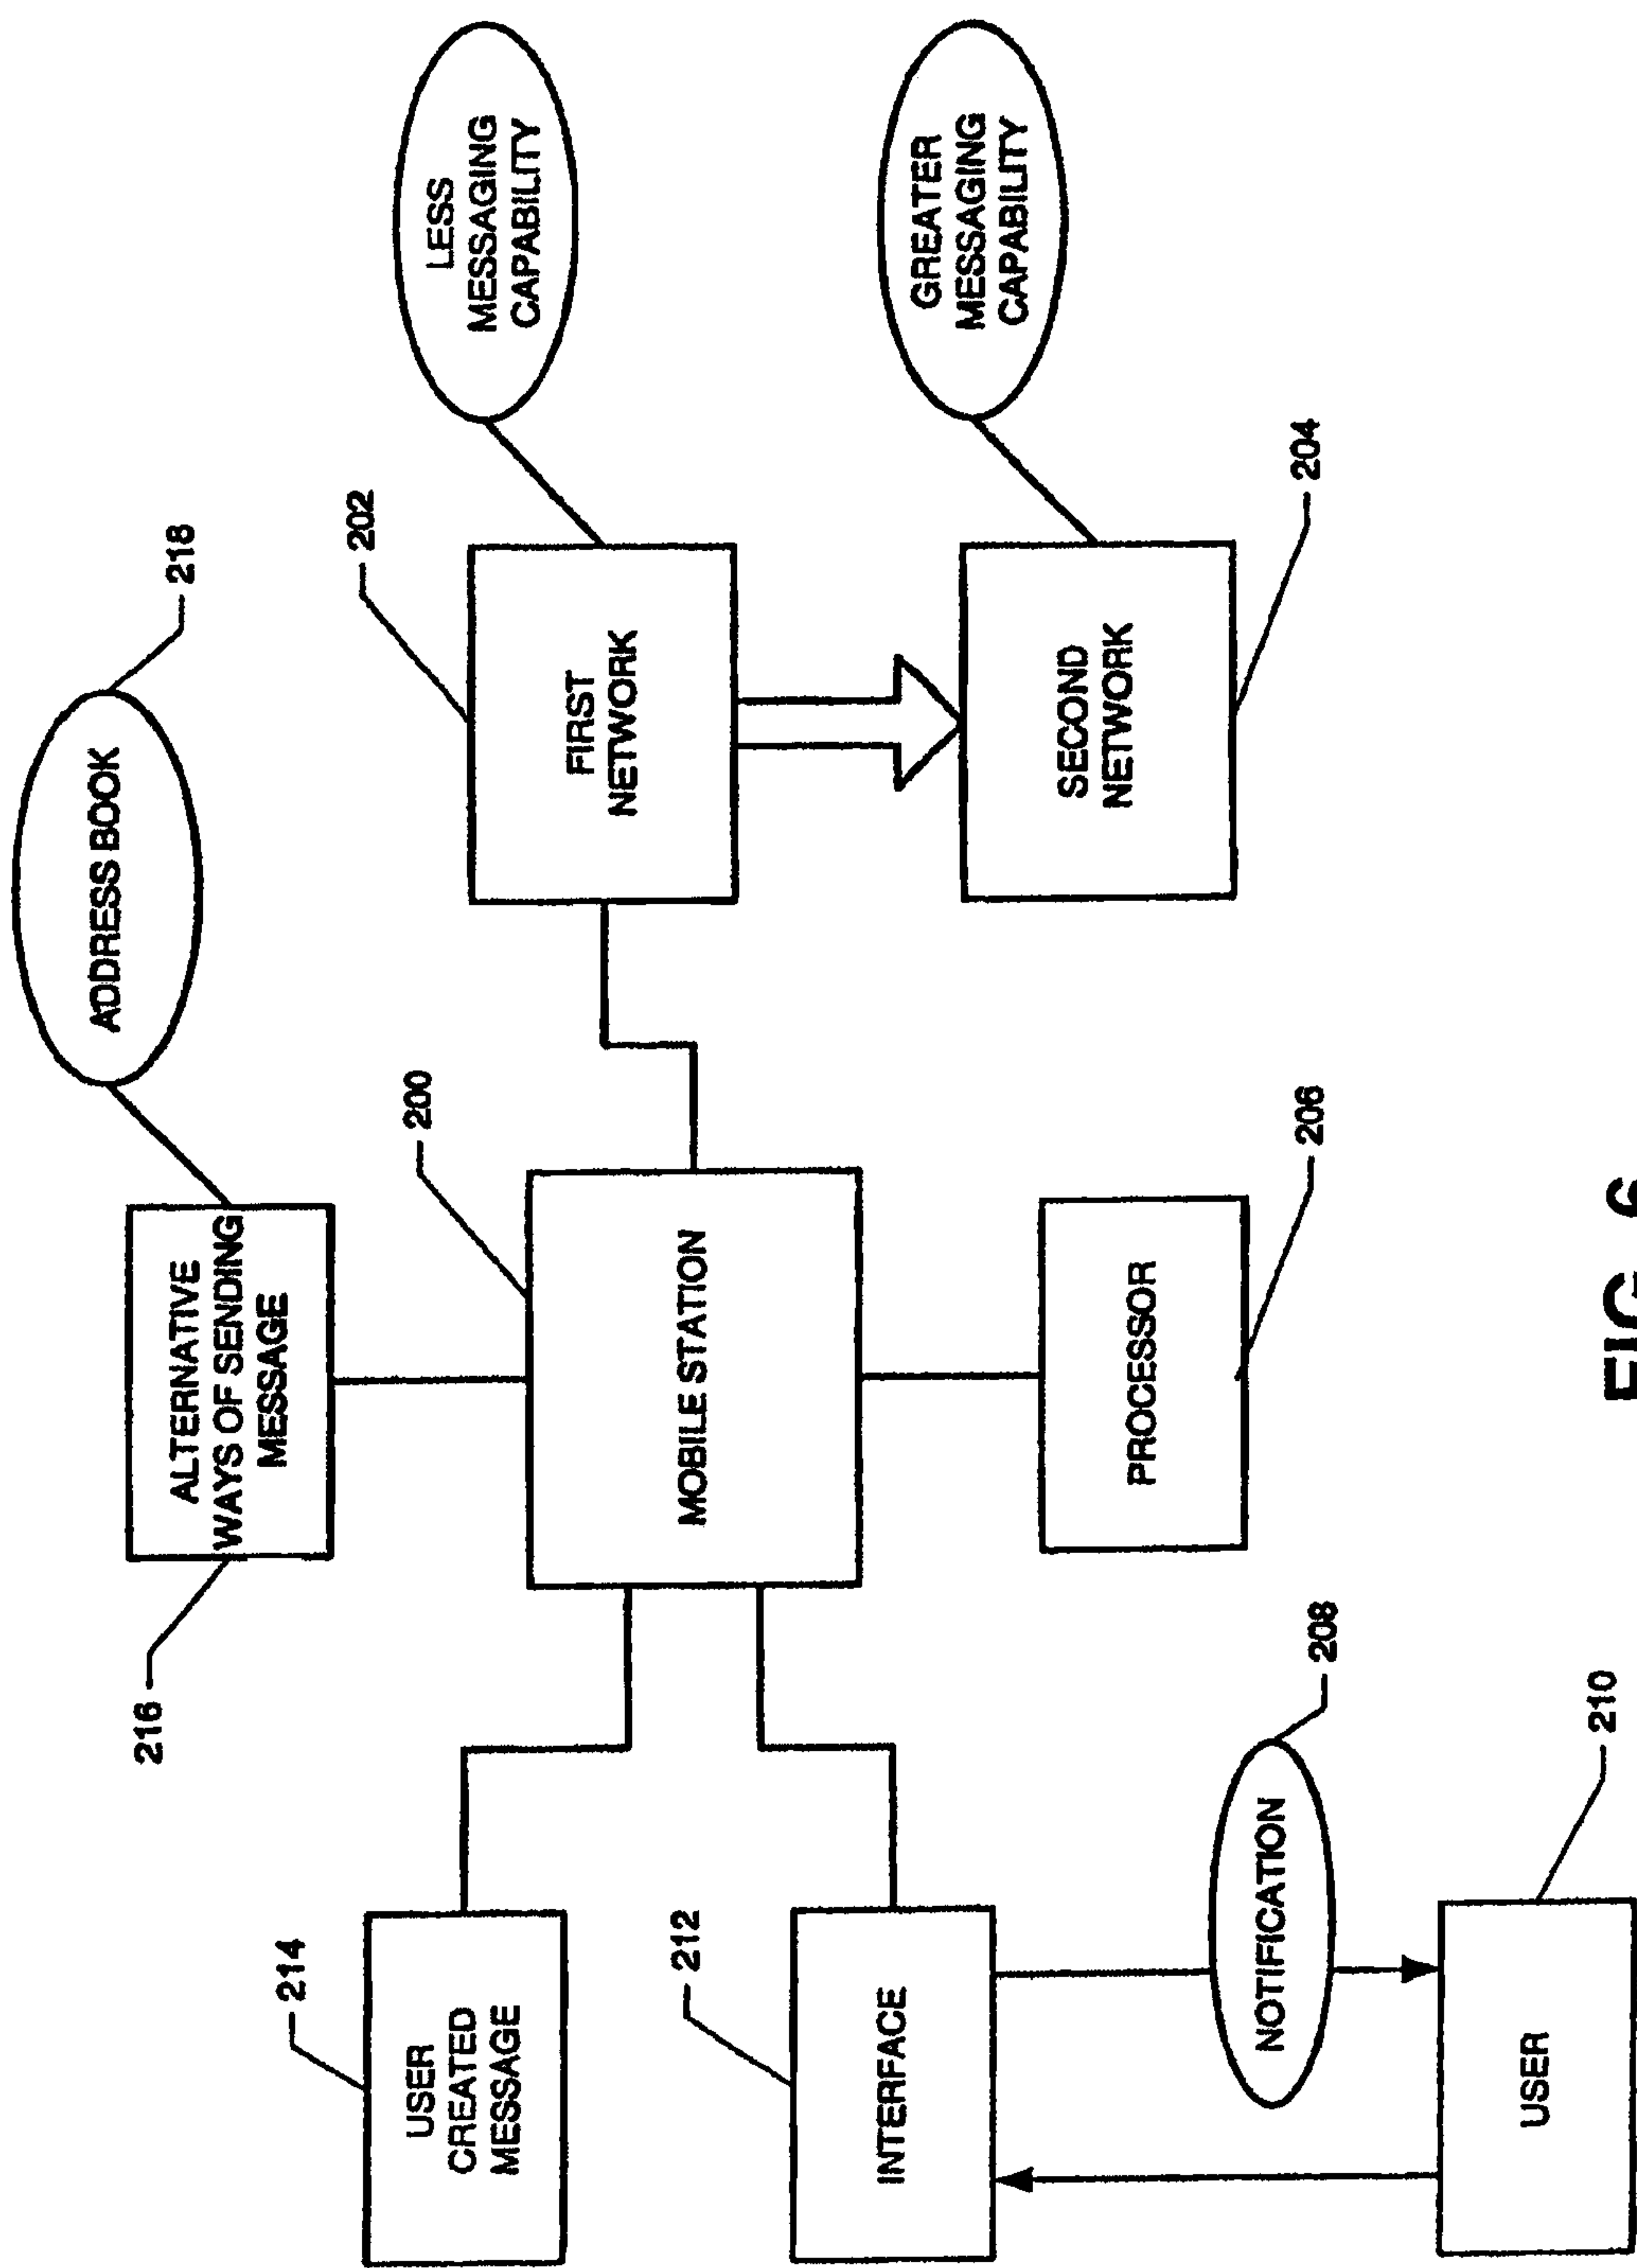 218
ADDRESS BOOK
216
ALTERNATIVE
WAYS OF SENDING
MESSAGE
202
LESS
MESSAGING
CAPABILITY
214
USER
CREATED
MESSAGE
200
MOBILE STATION
FIRST
NETWORK
212
INTERFACE
PROCESSOR
206
GREATER
MESSAGING
CAPABILITY
SECOND
NETWORK
204
NOTIFICATION
208
USER
210